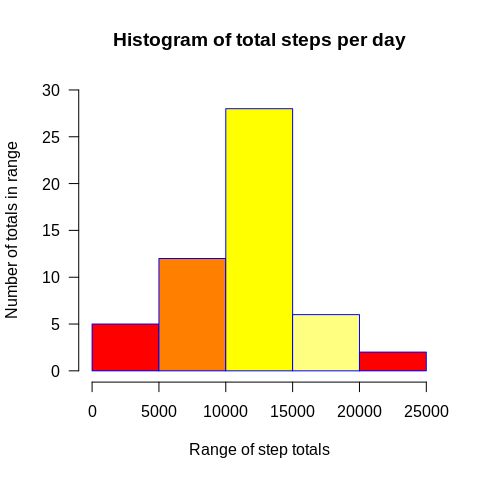 Histogram of total steps per day
Number of totals in range
30
25
20
15
10
5
0
0 5000 10000 15000 20000 25000
Range of step totals